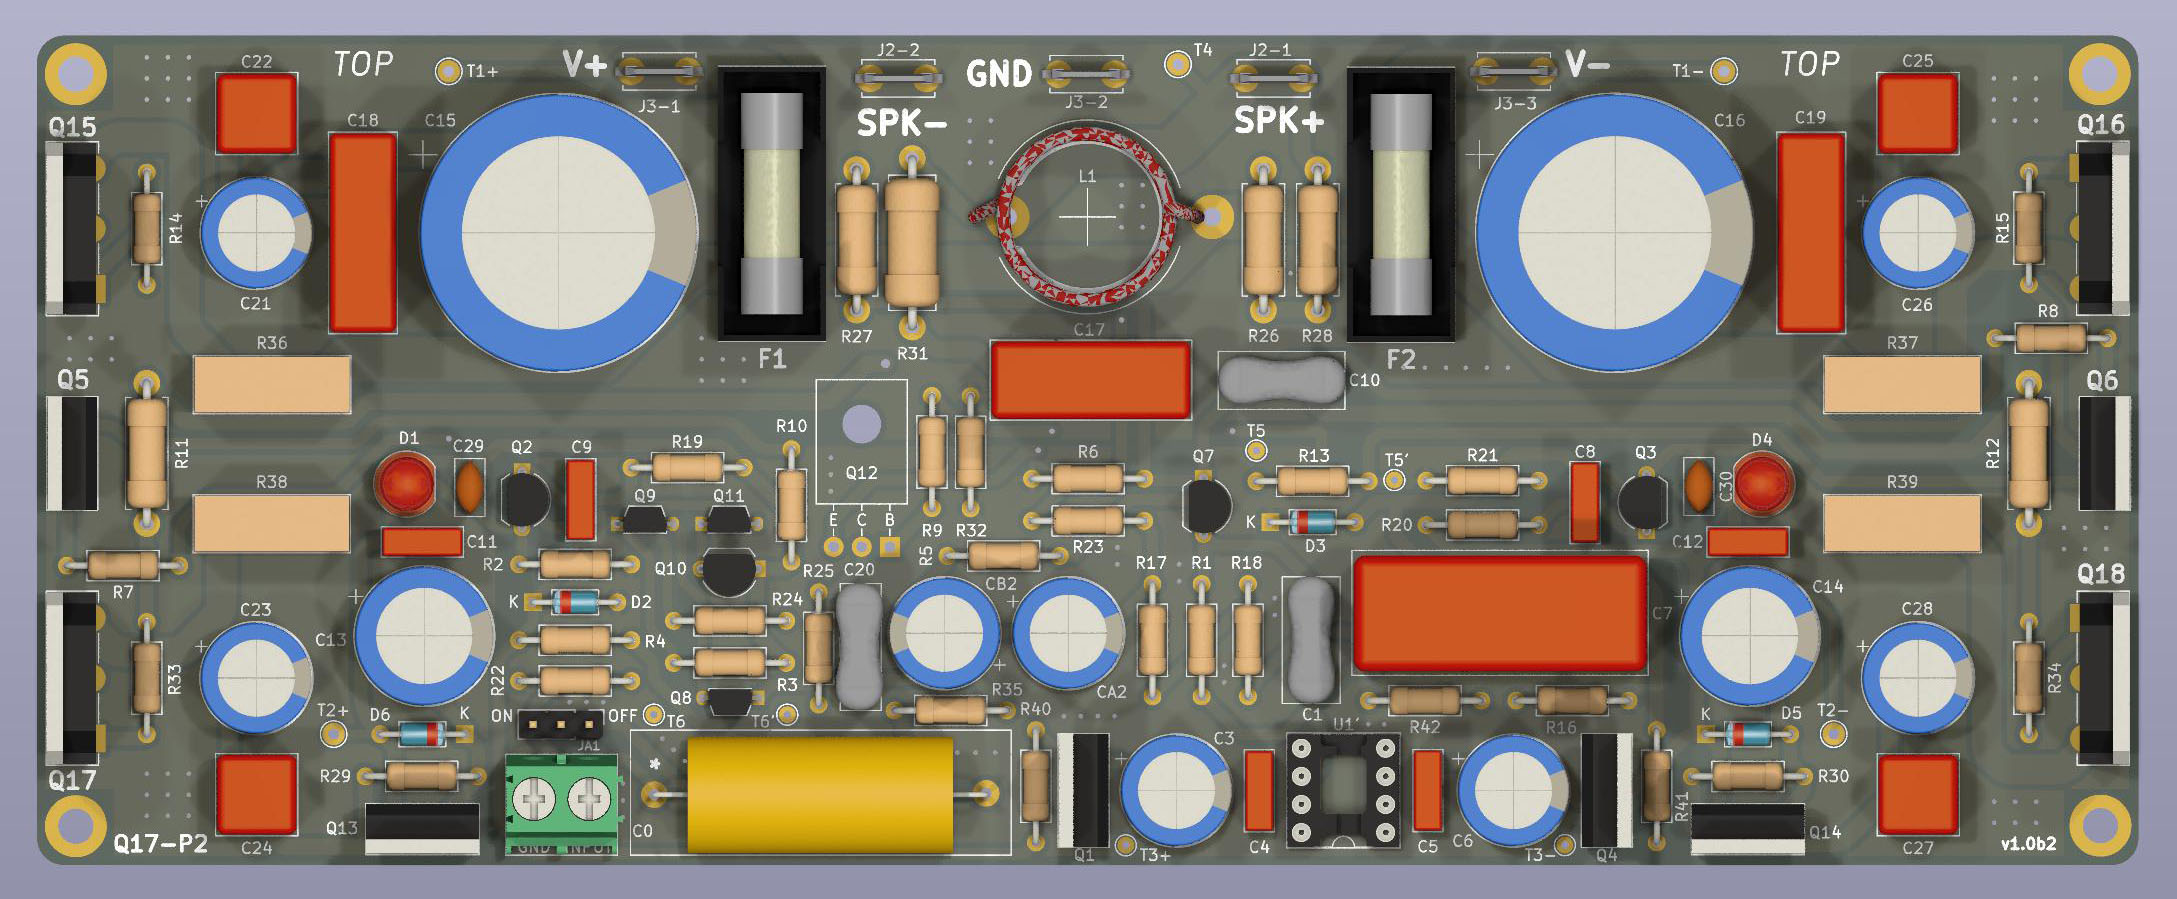 C22
TOP
T1+
V+
J3-1
J2-2
SPK-
GND
J3-2
T4
J2-1
SPK+
V-
J3-3
T1-
TOP
C25
Q15
C18
C15
C16
C19
Q16
R14
C21
L1
R15
C26
R8
R27
R31
F1
C17
R26
R28
F2
C10
R36
R37
Q5
Q6
R11
R38
D1
C29
Q2
C9
R19
R10
Q12
Q9
Q11
E
C
B
R9
R32
R6
R23
Q7
T5
R13
T5'
R21
C8
Q3
C30
D4
R12
R39
K
D3
R20
C11
C12
R7
R2
Q10
R25
C20
R5
CB2
R17
R1
R18
Q18
C23
C13
K
D2
R24
R4
R3
R22
Q8
C7
C14
C28
R33
R34
CA2
R35
C1
R42
R16
T2+
D6
K
ON
OFF
T6
T6'
JA1
R40
C3
U1'
C6
K
D5
T2-
Q17
R29
Q13
C0
R41
R30
Q14
Q17-P2
C24
GND
INPUT
Q1
T3+
C4
C5
T3-
Q4
C27
v1.0b2